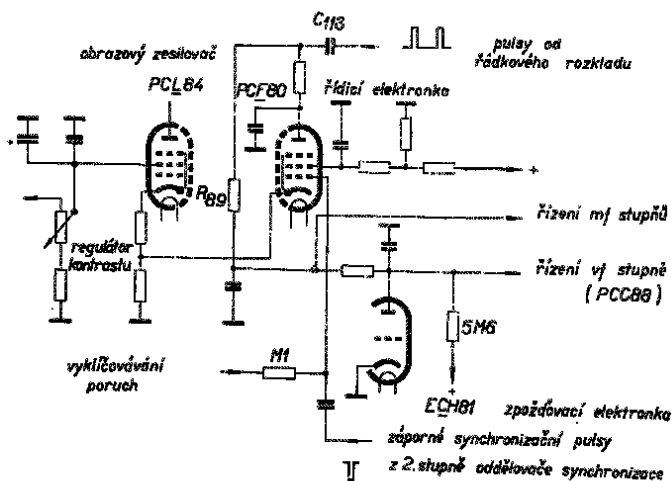 C113
pulsy od
řádkového rozkladu
obrazový zesilovač
PCL84
PCF80
řídicí elektronka
+
R89
+
řízení mf stupňů
regulátor
kontrastu
řízení vf stupně
(PCC88)
5M6
vyklíčovávání
poruch
M1
+
ECH81
zpožďovací elektronka
záporné synchronizační pulsy
z 2. stupně oddělovače synchronizace